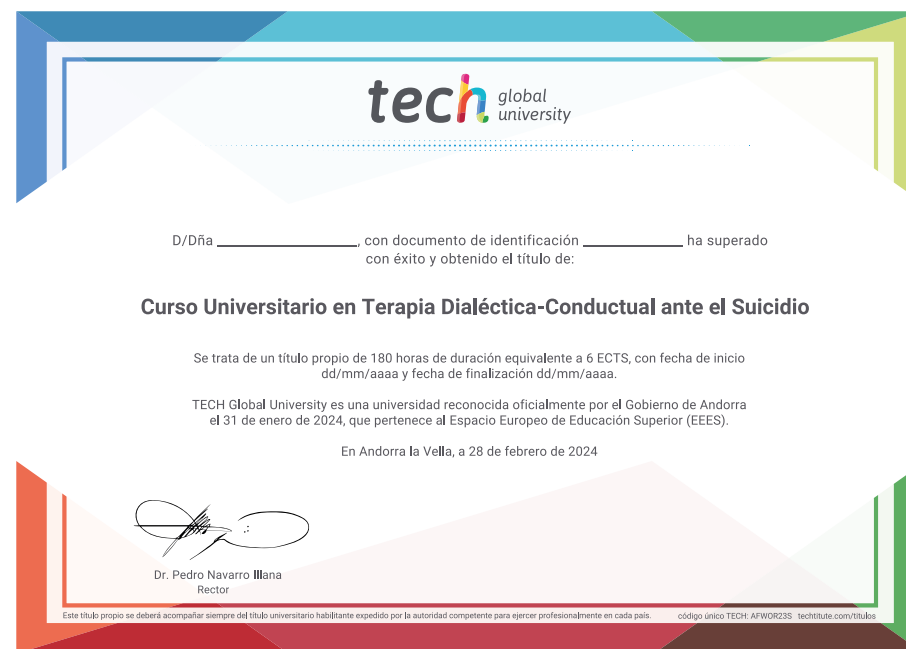 tech global university
D/Dña ____________, con documento de identificación ____________ ha superado
con éxito y obtenido el título de:
Curso Universitario en Terapia Dialéctica-Conductual ante el Suicidio
Se trata de un título propio de 180 horas de duración equivalente a 6 ECTS, con fecha de inicio
dd/mm/aaaa y fecha de finalización dd/mm/aaaa.
TECH Global University es una universidad reconocida oficialmente por el Gobierno de Andorra
el 31 de enero de 2024, que pertenece al Espacio Europeo de Educación Superior (EEES).
En Andorra la Vella, a 28 de febrero de 2024
Dr. Pedro Navarro Illana
Rector
Este título propio se deberá acompañar siempre del título universitario habilitante expedido por la autoridad competente para ejercer profesionalmente en cada país. código único TECH: AFWOR23S techtitute.com/titulos